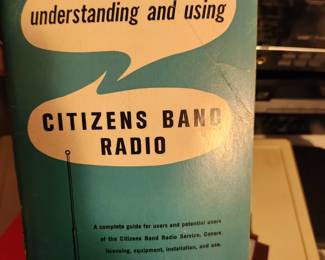 understanding and using
CITIZENS BAND
RADIO
A complete guide for users and potential users
of the Citizens Band Radio Service. Covers
licensing, equipment, installation, and use.